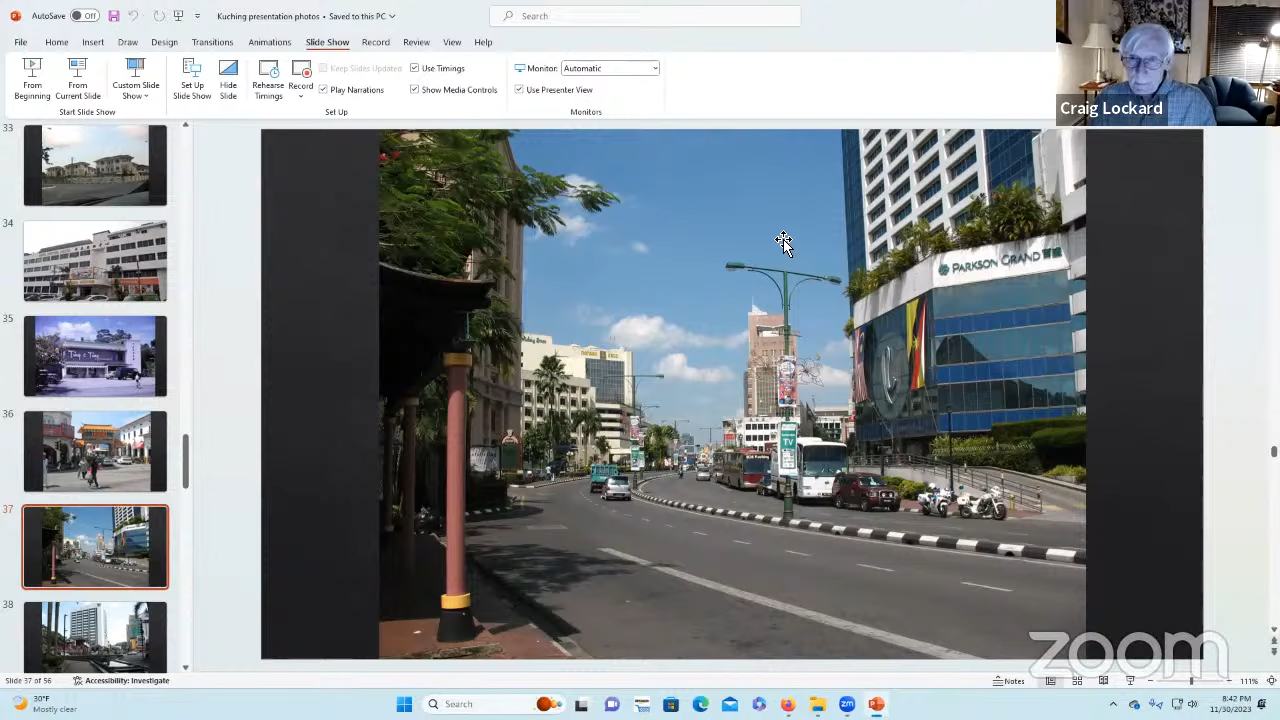 AutoSave
Off
Kuching presentation photos • Saved to this PC
Search
File
Home
Insert
Draw
Design
Transitions
Animations
Slide Show
Record
Review
View
Help
From
Beginning
From
Current Slide
Custom Slide
Show
Set Up
Slide Show
Hide
Slide
Rehearse
Timings
Record
Keep Slides Updated
Play Narrations
Use Timings
Show Media Controls
Monitor:
Automatic
Use Presenter View
Start Slide Show
Set Up
Monitors
Craig Lockard
34
35
36
37
38
PARKSON GRAND 百盛
TV
zoom
Slide 37 of 56
Accessibility: Investigate
Notes
111%
30°F
Mostly clear
Search
8:42 PM
11/30/2023